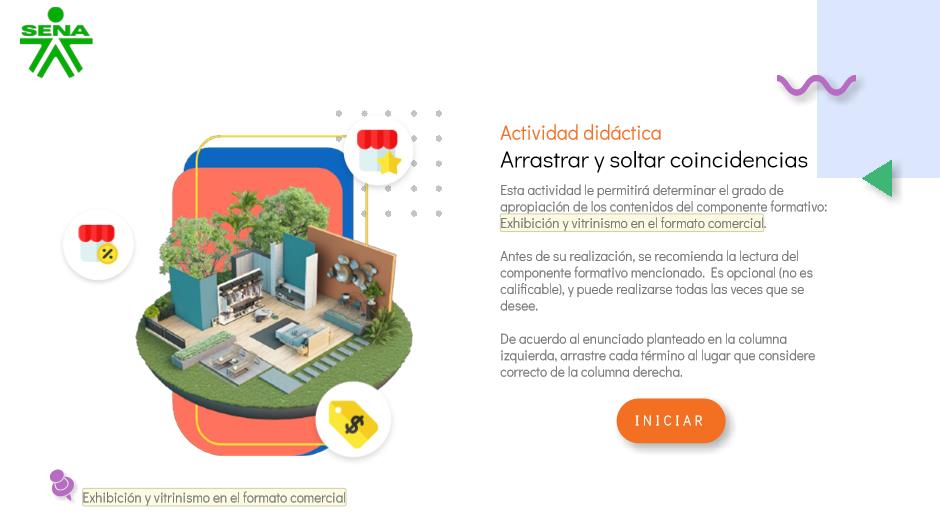 SENA
Actividad didáctica
Arrastrar y soltar coincidencias
Esta actividad le permitirá determinar el grado de
apropiación de los contenidos del componente formativo:
Exhibición y vitrinismo en el formato comercial.
Antes de su realización, se recomienda la lectura del
componente formativo mencionado. Es opcional (no es
calificable), y puede realizarse todas las veces que se
desee.
De acuerdo al enunciado planteado en la columna
izquierda, arrastre cada término al lugar que considere
correcto de la columna derecha.
INICIAR
Exhibición y vitrinismo en el formato comercial